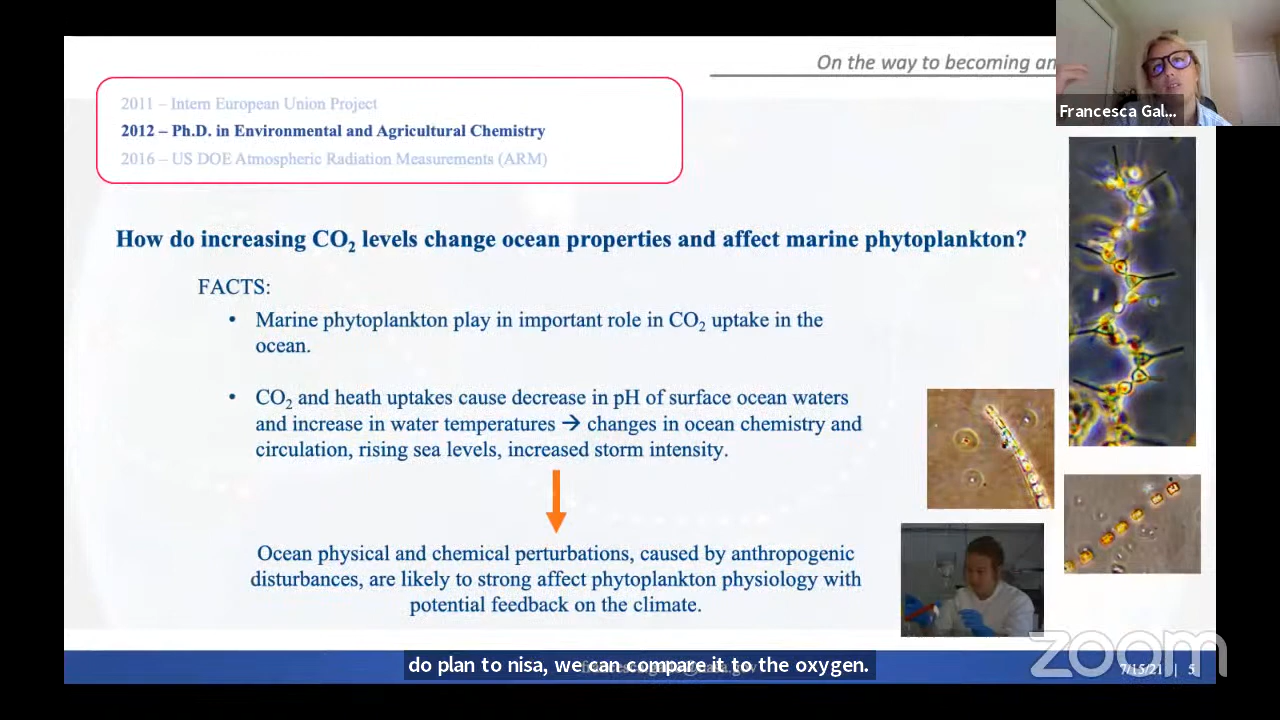 On the way to becoming an
Francesca Gal...
2011 – Intern European Union Project
2012 – Ph.D. in Environmental and Agricultural Chemistry
2016 – US DOE Atmospheric Radiation Measurements (ARM)
How do increasing CO₂ levels change ocean properties and affect marine phytoplankton?
FACTS:
• Marine phytoplankton play in important role in CO₂ uptake in the
ocean.
• CO₂ and heath uptakes cause decrease in pH of surface ocean waters
and increase in water temperatures → changes in ocean chemistry and
circulation, rising sea levels, increased storm intensity.
Ocean physical and chemical perturbations, caused by anthropogenic
disturbances, are likely to strong affect phytoplankton physiology with
potential feedback on the climate.
do plan to nisa, we can compare it to the oxygen.
zoom
7/15/21 | 5